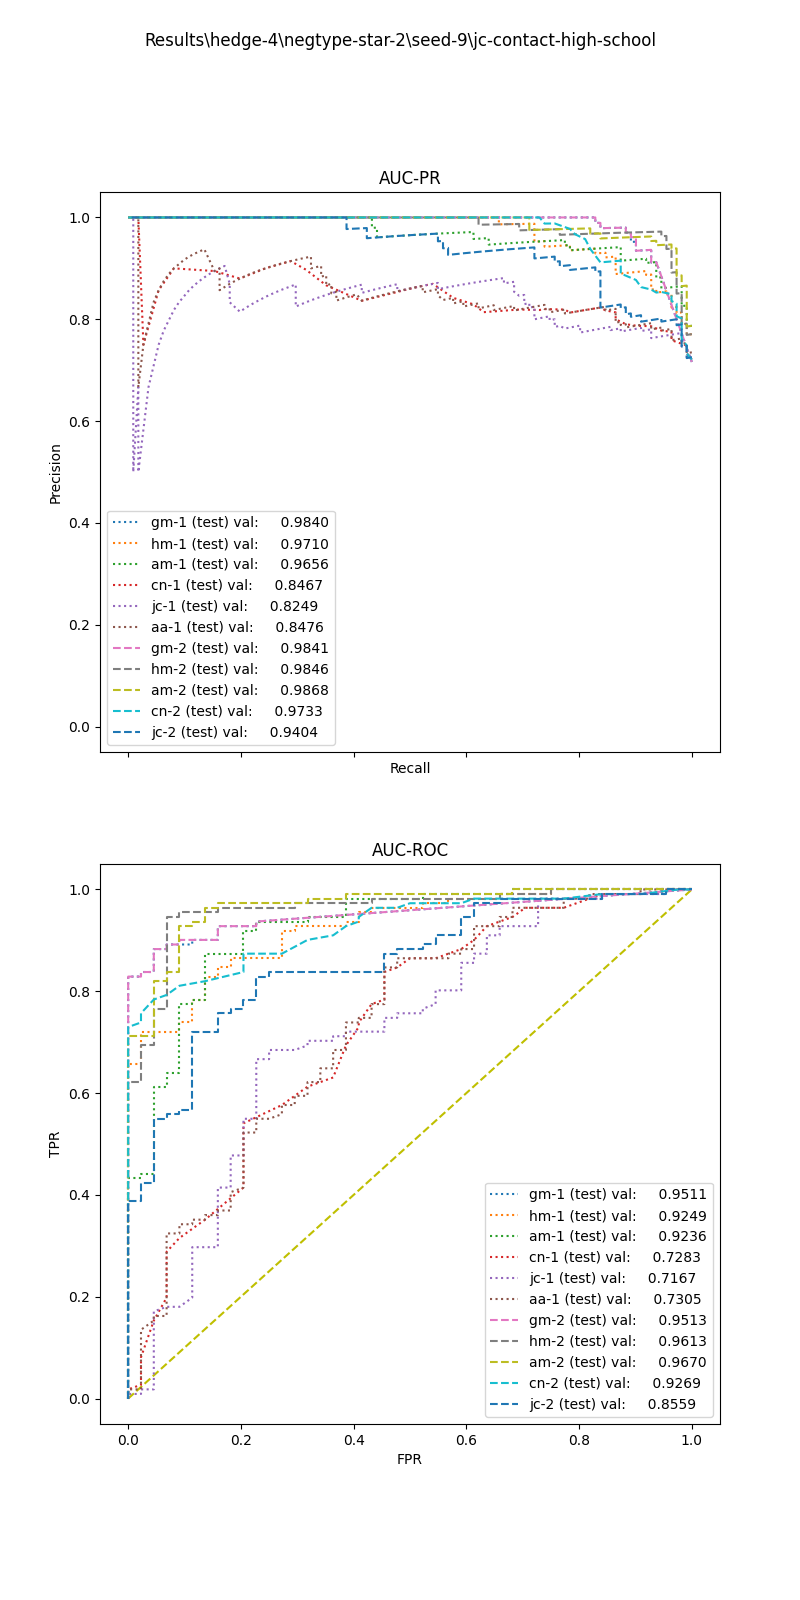 Results\hedge-4\negtype-star-2\seed-9\jc-contact-high-school
AUC-PR
1.0
0.8
0.6
0.4
0.2
0.0
Precision
gm-1 (test) val: 0.9840
hm-1 (test) val: 0.9710
am-1 (test) val: 0.9656
cn-1 (test) val: 0.8467
jc-1 (test) val: 0.8249
aa-1 (test) val: 0.8476
gm-2 (test) val: 0.9841
hm-2 (test) val: 0.9846
am-2 (test) val: 0.9868
cn-2 (test) val: 0.9733
jc-2 (test) val: 0.9404
Recall
AUC-ROC
1.0
0.8
0.6
0.4
0.2
0.0
TPR
gm-1 (test) val: 0.9511
hm-1 (test) val: 0.9249
am-1 (test) val: 0.9236
cn-1 (test) val: 0.7283
jc-1 (test) val: 0.7167
aa-1 (test) val: 0.7305
gm-2 (test) val: 0.9513
hm-2 (test) val: 0.9613
am-2 (test) val: 0.9670
cn-2 (test) val: 0.9269
jc-2 (test) val: 0.8559
0.0 0.2 0.4 0.6 0.8 1.0
FPR